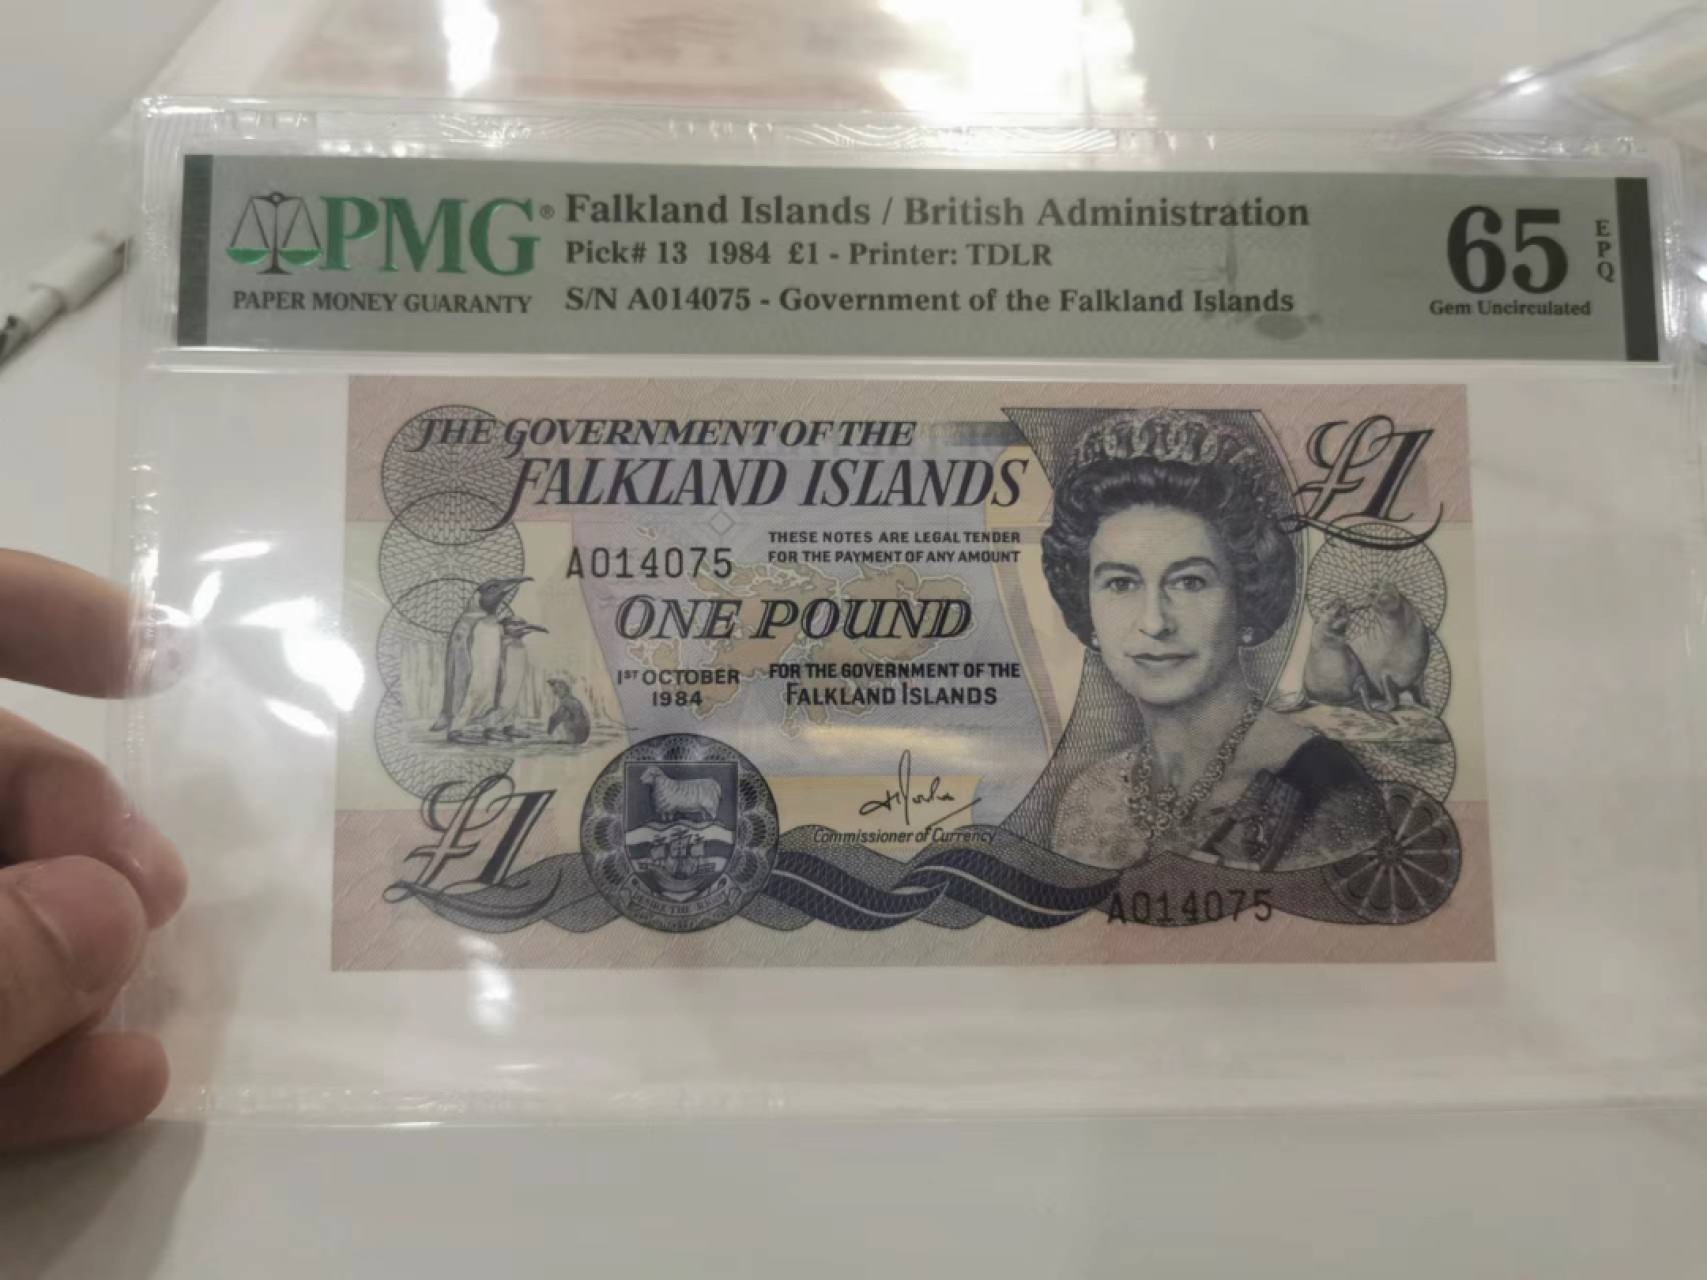 PMG®
PAPER MONEY GUARANTY
Falkland Islands / British Administration
Pick# 13 1984 £1 - Printer: TDLR
S/N A014075 - Government of the Falkland Islands
65
EPQ
Gem Uncirculated
THE GOVERNMENT OF THE
FALKLAND ISLANDS
£1
THESE NOTES ARE LEGAL TENDER
FOR THE PAYMENT OF ANY AMOUNT
A014075
ONE POUND
1ST OCTOBER
1984
FOR THE GOVERNMENT OF THE
FALKLAND ISLANDS
Commissioner of Currency
£1
A014075